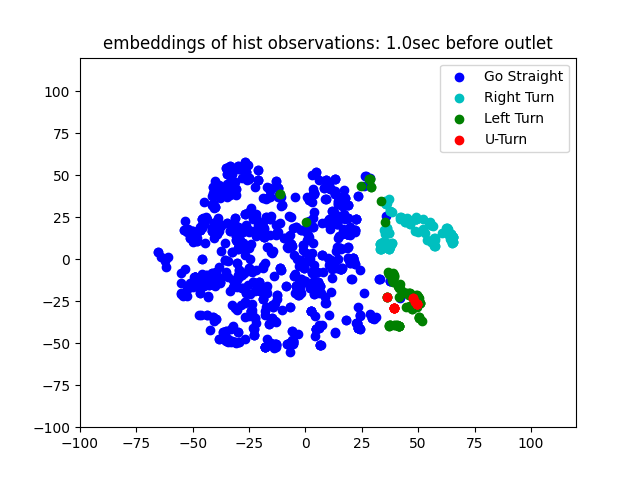 embeddings of hist observations: 1.0sec before outlet
Go Straight
Right Turn
Left Turn
U-Turn
100
75
50
25
0
−25
−50
−75
−100
−100 −75 −50 −25 0 25 50 75 100